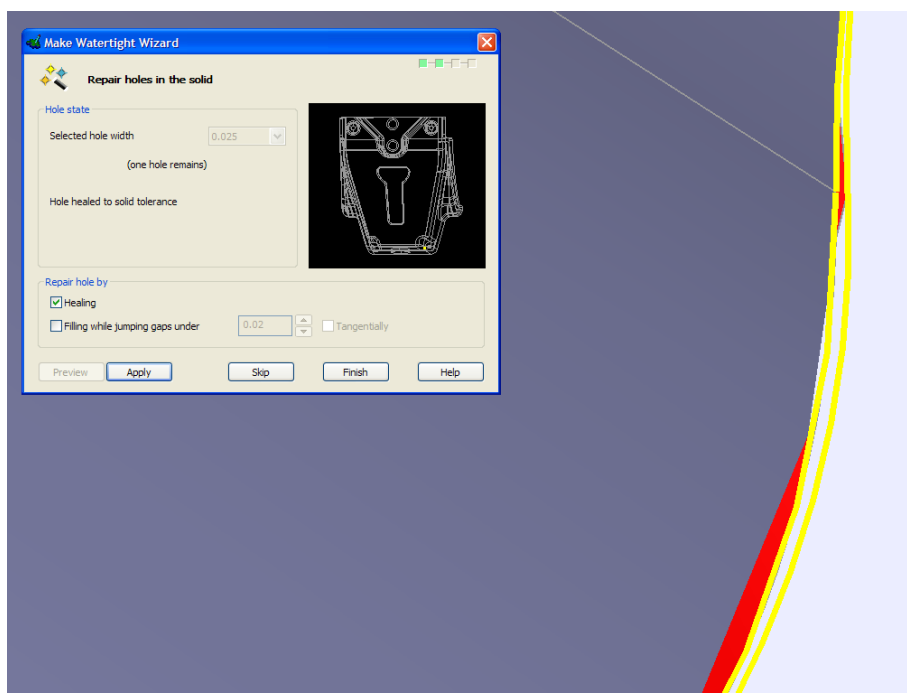 Make Watertight Wizard
Repair holes in the solid
Hole state
Selected hole width 0.025
(one hole remains)
Hole healed to solid tolerance
Repair hole by
Healing
Filling while jumping gaps under 0.02 Tangentially
Preview Apply Skip Finish Help